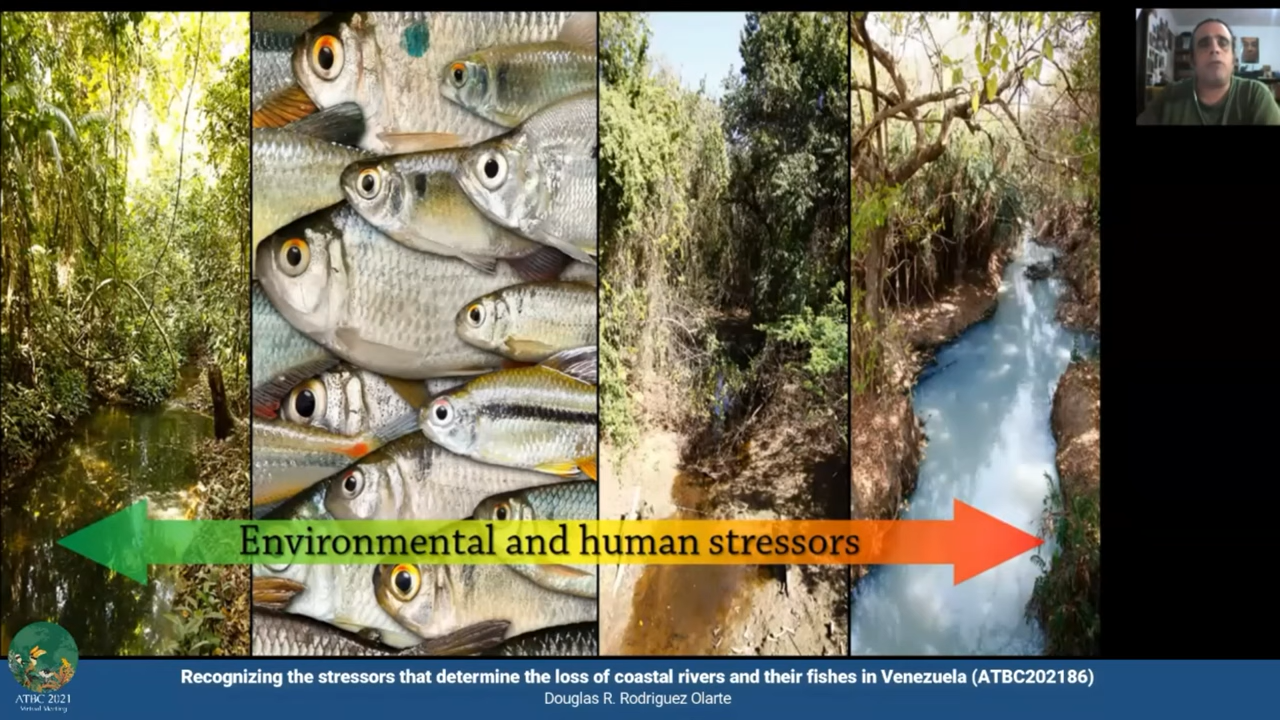 Environmental and human stressors
Recognizing the stressors that determine the loss of coastal rivers and their fishes in Venezuela (ATBC202186)
Douglas R. Rodriguez Olarte
ATBC 2021
Virtual Meeting